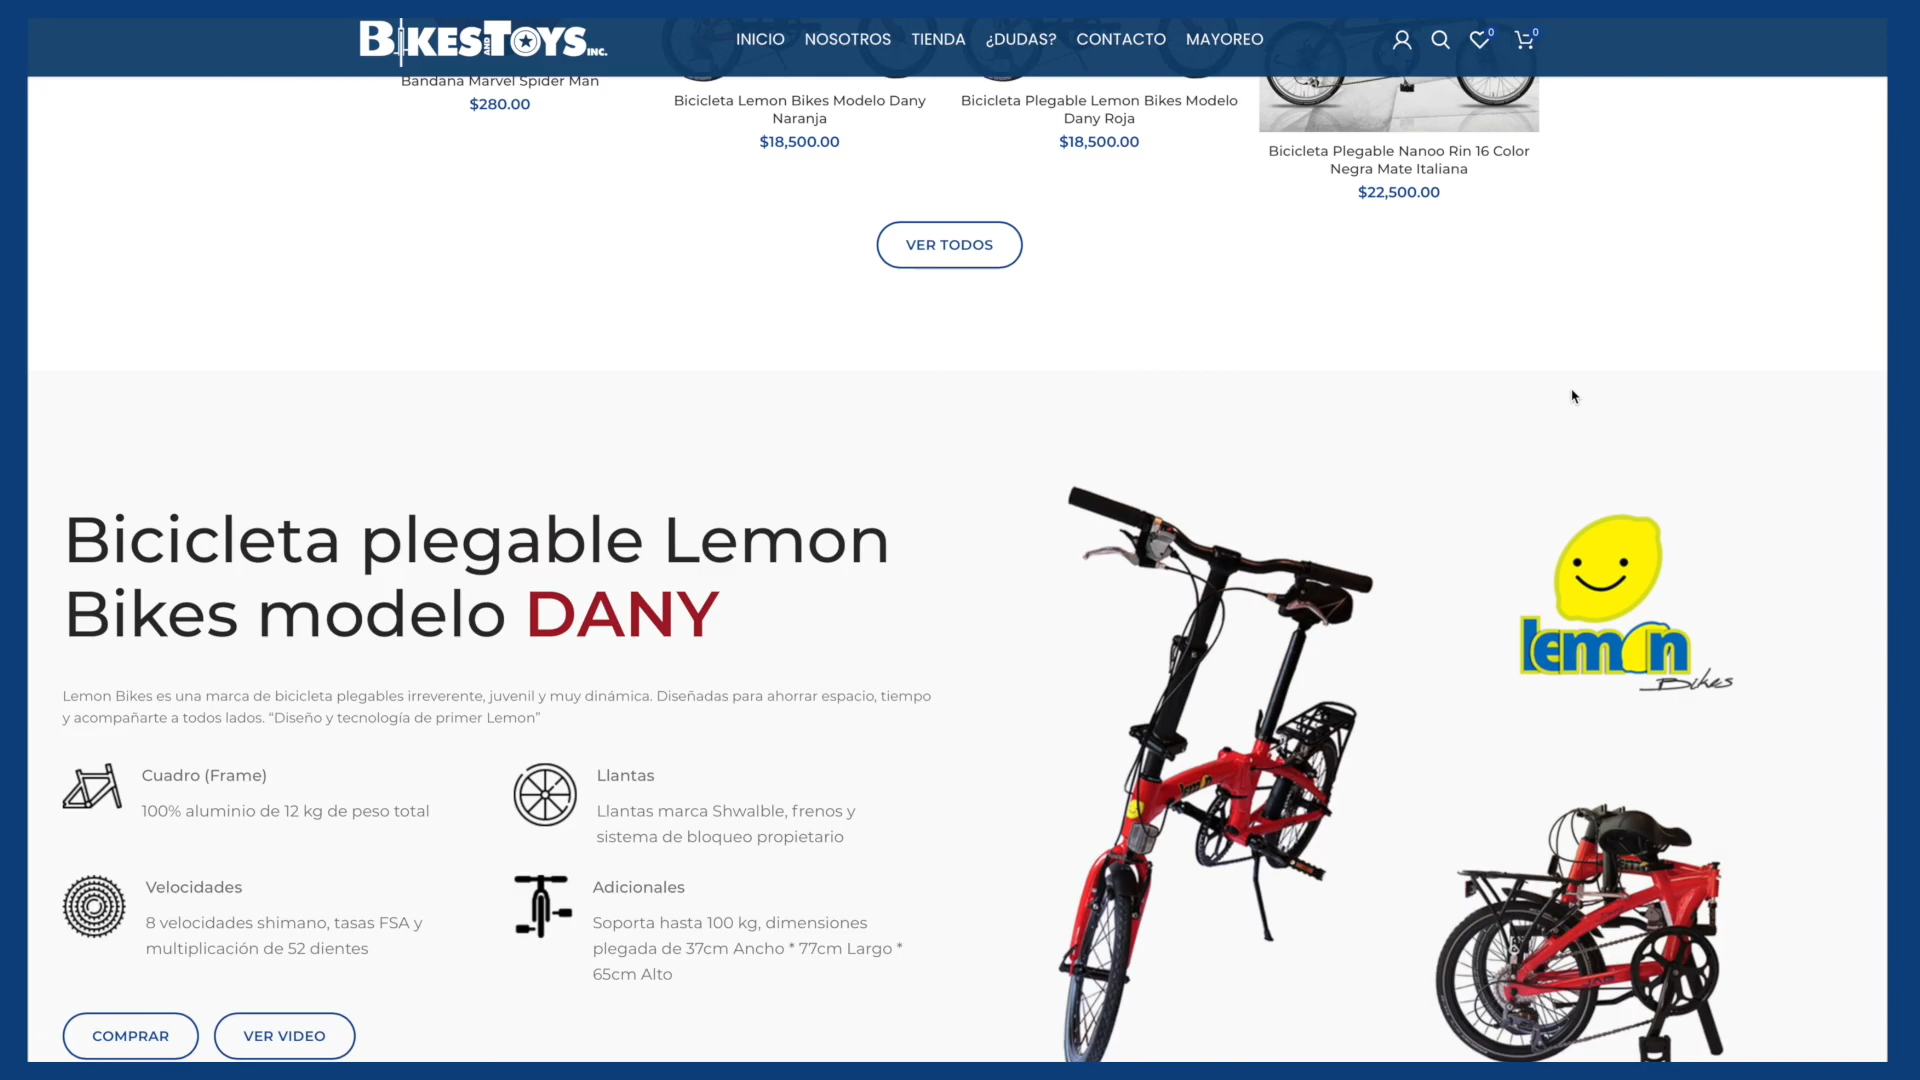 BIKES AND TOYS INC.
INICIO NOSOTROS TIENDA ¿DUDAS? CONTACTO MAYOREO
0 0
Bandana Marvel Spider Man
$280.00
Bicicleta Lemon Bikes Modelo Dany
Naranja
$18,500.00
Bicicleta Plegable Lemon Bikes Modelo
Dany Roja
$18,500.00
Bicicleta Plegable Nanoo Rin 16 Color
Negra Mate Italiana
$22,500.00
VER TODOS
Bicicleta plegable Lemon
Bikes modelo DANY
Lemon Bikes es una marca de bicicleta plegables irreverente, juvenil y muy dinámica. Diseñadas para ahorrar espacio, tiempo
y acompañarte a todos lados. “Diseño y tecnología de primer Lemon”
Cuadro (Frame)
100% aluminio de 12 kg de peso total
Llantas
Llantas marca Shwalble, frenos y
sistema de bloqueo propietario
Velocidades
8 velocidades shimano, tasas FSA y
multiplicación de 52 dientes
Adicionales
Soporta hasta 100 kg, dimensiones
plegada de 37cm Ancho * 77cm Largo *
65cm Alto
COMPRAR VER VIDEO
lemon
lemon
Bikes